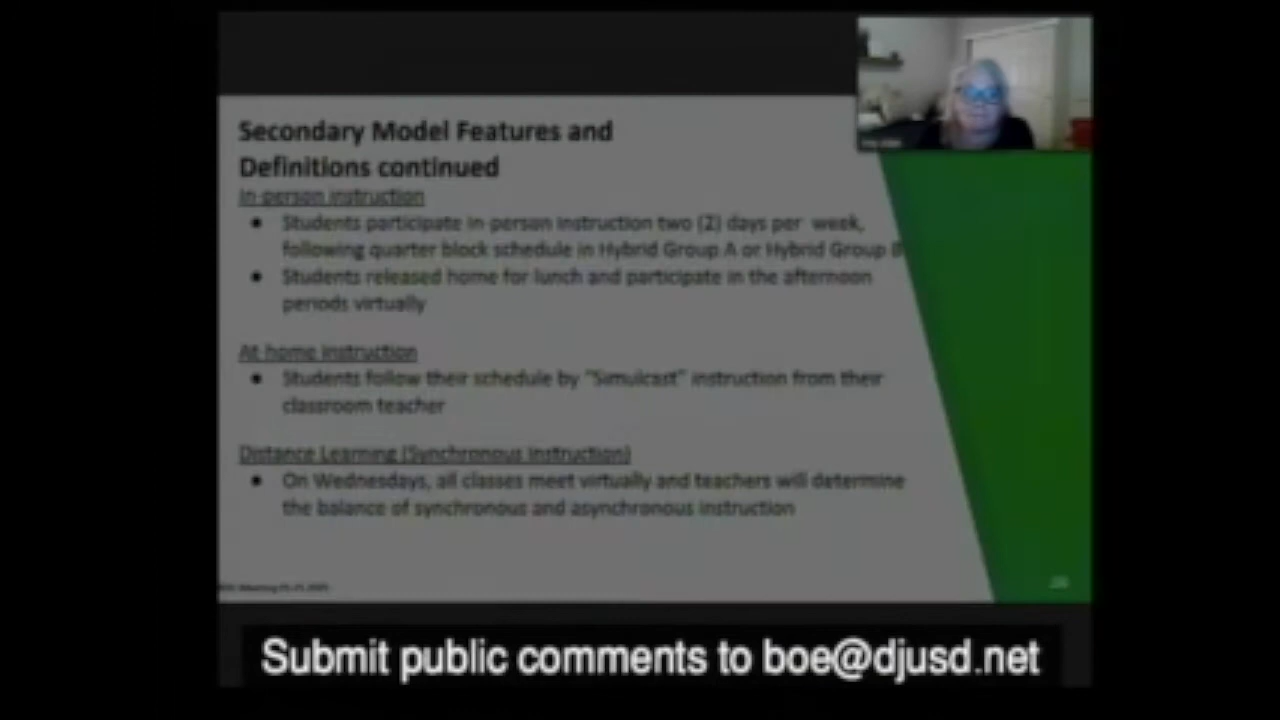 Secondary Model Features and
Definitions continued
In-person instruction
● Students participate in-person instruction two (2) days per week,
following quarter block schedule in Hybrid Group A or Hybrid Group B
● Students released home for lunch and participate in the afternoon
periods virtually
At home instruction
● Students follow their schedule by "Simulcast" instruction from their
classroom teacher
Distance Learning (Synchronous Instruction)
● On Wednesdays, all classes meet virtually and teachers will determine
the balance of synchronous and asynchronous instruction
Submit public comments to boe@djusd.net